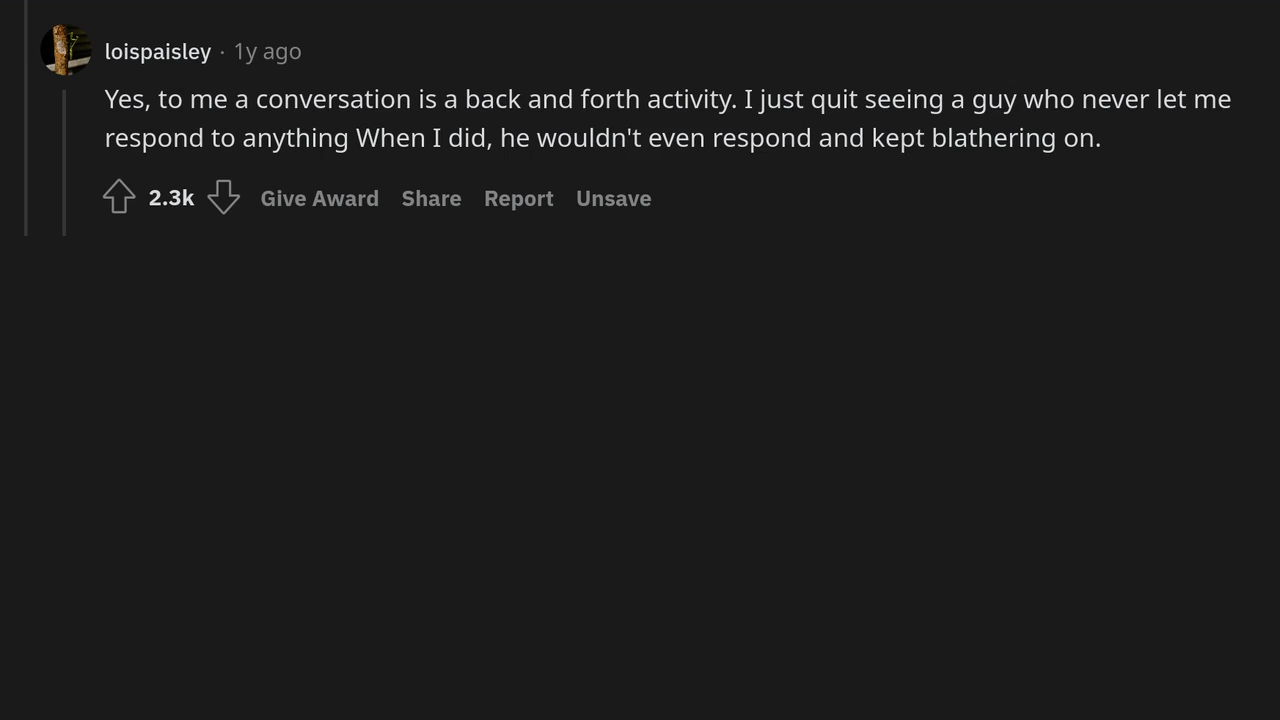 loispaisley · 1y ago
Yes, to me a conversation is a back and forth activity. I just quit seeing a guy who never let me
respond to anything When I did, he wouldn't even respond and kept blathering on.
2.3k Give Award Share Report Unsave